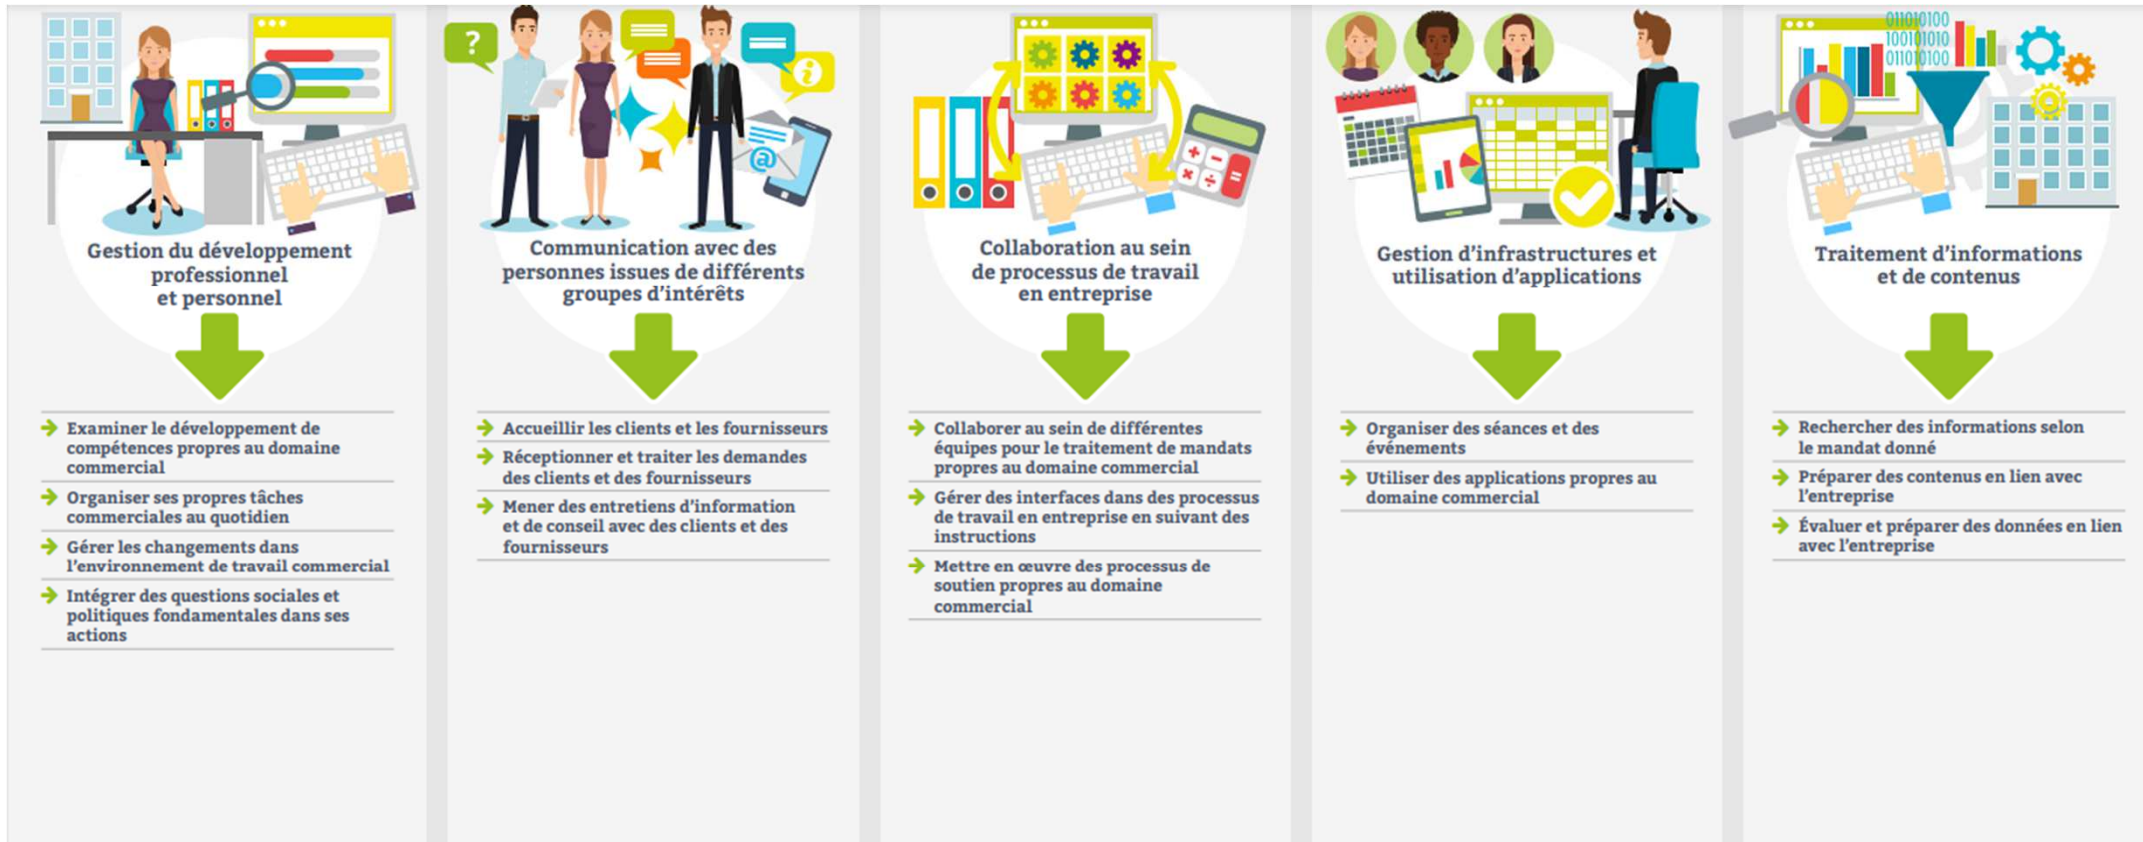 ?
i
@
011010100
100101010
011010100
Gestion du développement
professionnel
et personnel
Examiner le développement de
compétences propres au domaine
commercial
Organiser ses propres tâches
commerciales au quotidien
Gérer les changements dans
l'environnement de travail commercial
Intégrer des questions sociales et
politiques fondamentales dans ses
actions
Communication avec des
personnes issues de différents
groupes d'intérêts
Accueillir les clients et les fournisseurs
Réceptionner et traiter les demandes
des clients et des fournisseurs
Mener des entretiens d'information
et de conseil avec des clients et des
fournisseurs
Collaboration au sein
de processus de travail
en entreprise
Collaborer au sein de différentes
équipes pour le traitement de mandats
propres au domaine commercial
Gérer des interfaces dans des processus
de travail en entreprise en suivant des
instructions
Mettre en œuvre des processus de
soutien propres au domaine
commercial
Gestion d'infrastructures et
utilisation d'applications
Organiser des séances et des
événements
Utiliser des applications propres au
domaine commercial
Traitement d'informations
et de contenus
Rechercher des informations selon
le mandat donné
Préparer des contenus en lien avec
l'entreprise
Évaluer et préparer des données en lien
avec l'entreprise